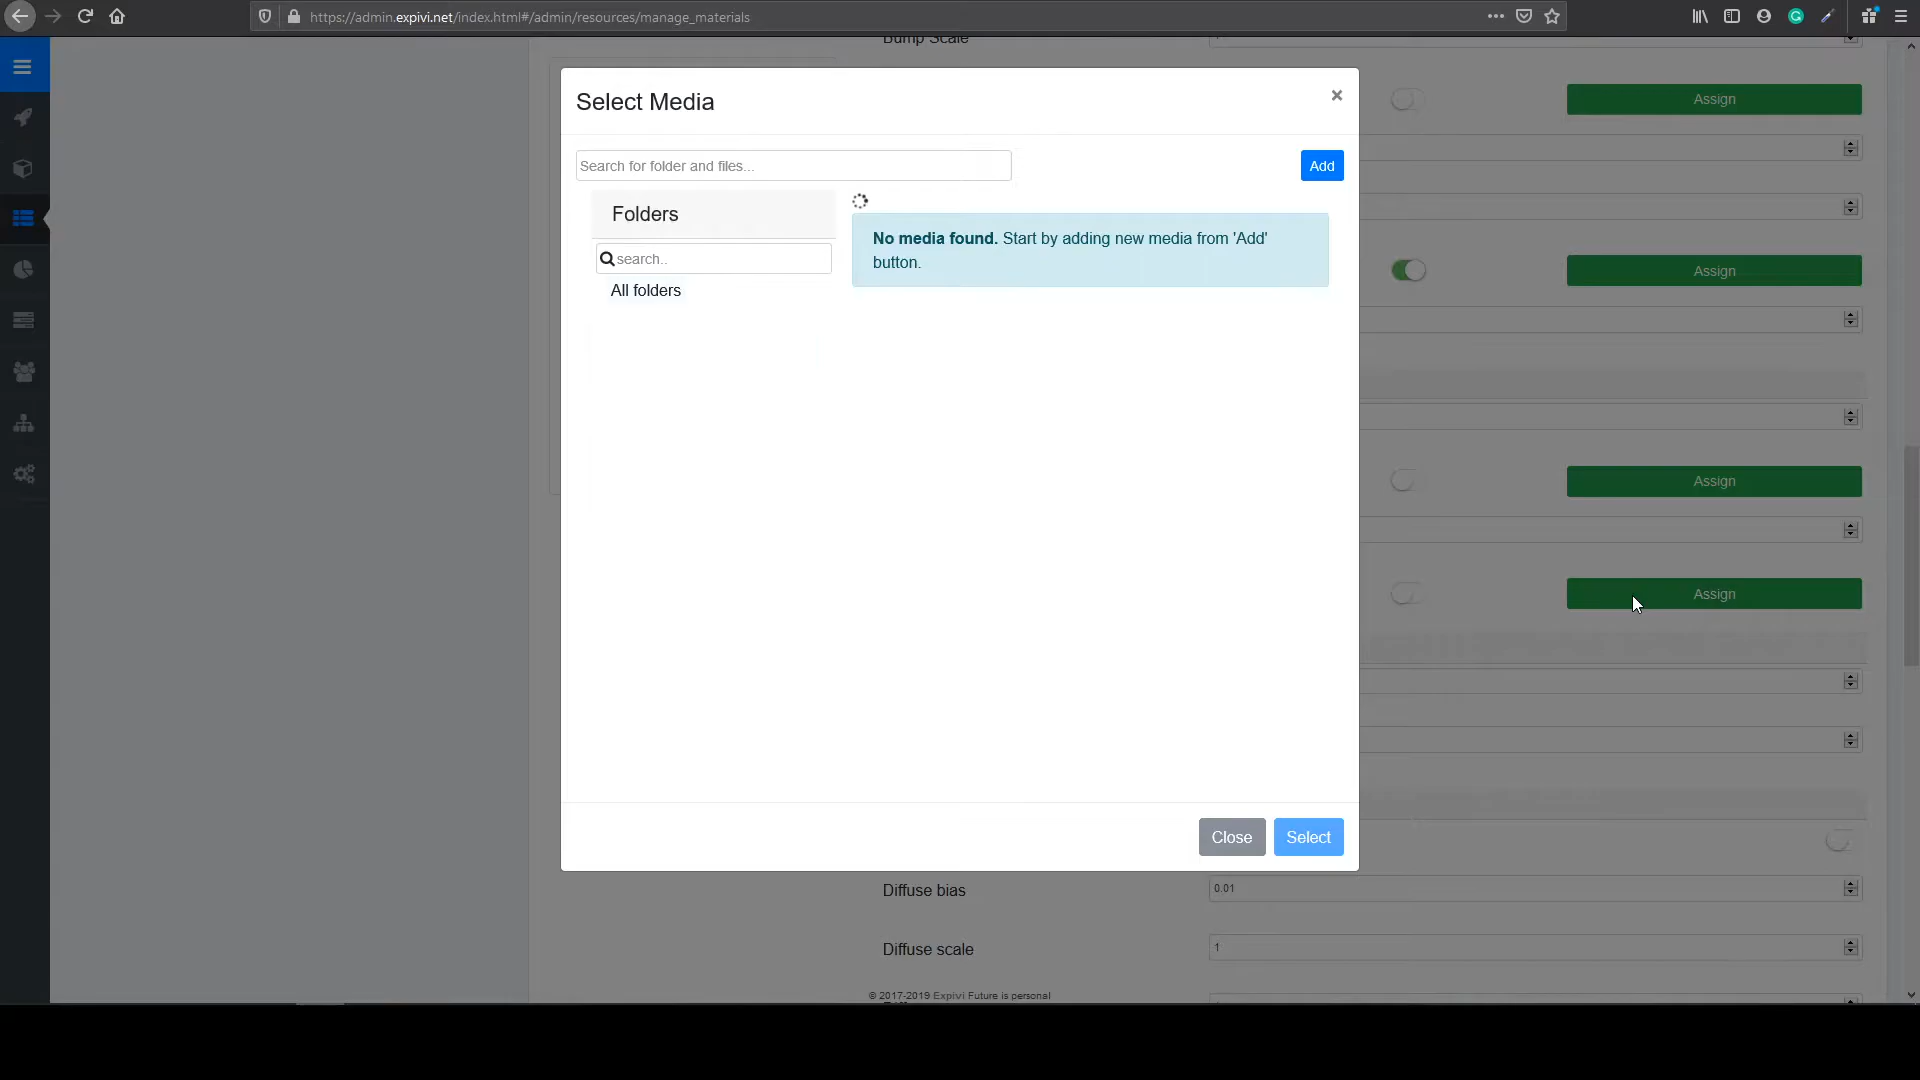 https://admin.expivi.net/index.html#/admin/resources/manage_materials
Bump Scale
Select Media
×
Assign
Search for folder and files...
Add
Folders
No media found. Start by adding new media from 'Add'
button.
search..
All folders
Assign
Assign
Assign
Close
Select
Diffuse bias
0.01
Diffuse scale
1
© 2017-2019 Expivi Future is personal